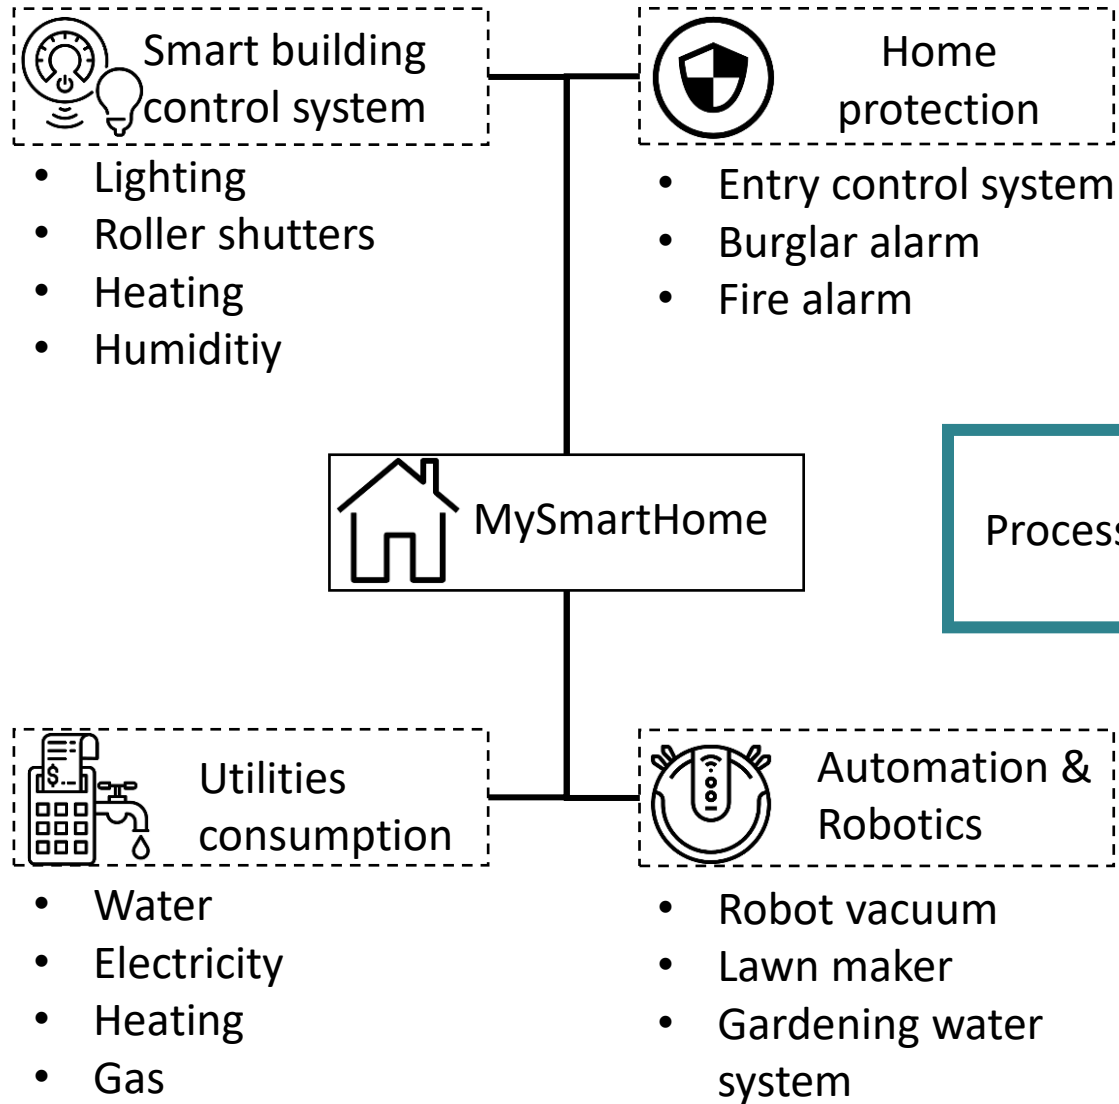 Smart building
control system
• Lighting
• Roller shutters
• Heating
• Humiditiy
Home
protection
• Entry control system
• Burglar alarm
• Fire alarm
MySmartHome
Process
Utilities
consumption
• Water
• Electricity
• Heating
• Gas
Automation &
Robotics
• Robot vacuum
• Lawn maker
• Gardening water
system